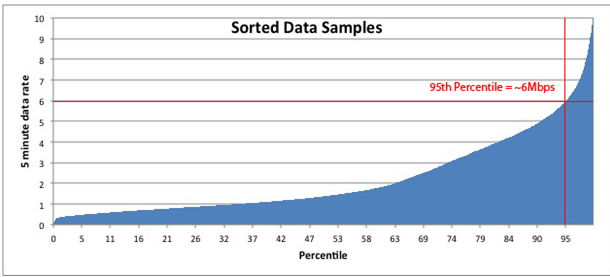 Sorted Data Samples
95th Percentile = ~6Mbps
5 minute data rate
10
9
8
7
6
5
4
3
2
1
0
0 5 11 16 21 26 32 37 42 47 53 58 63 69 74 79 84 90 95
Percentile